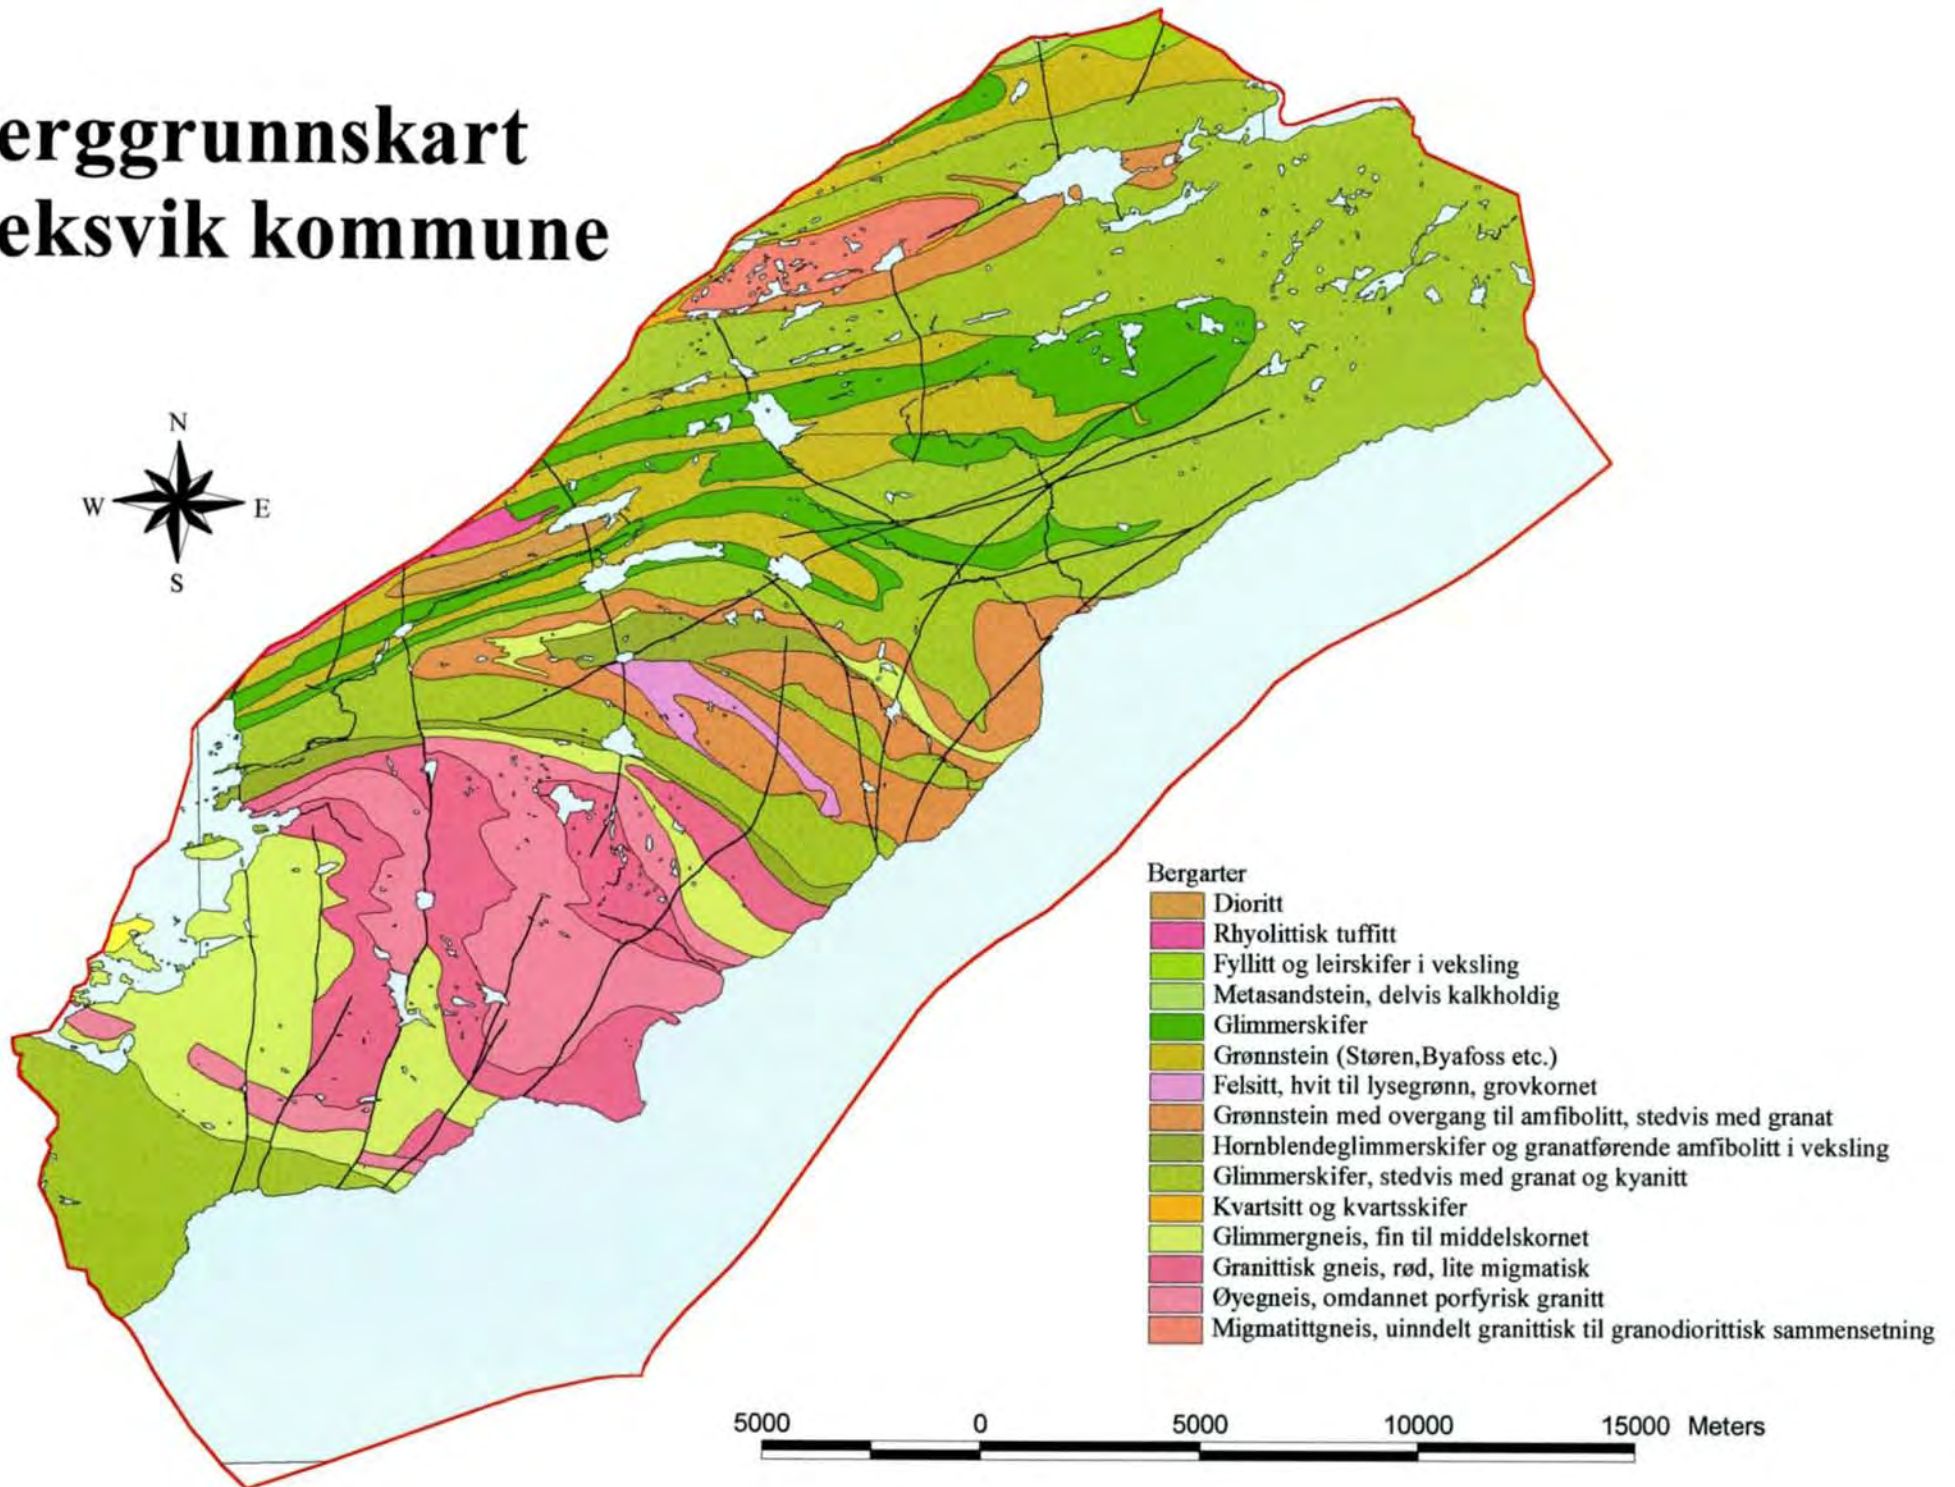 erggrunnskart
eksvik kommune
N
W E
S
Bergarter
Dioritt
Rhyolittisk tuffitt
Fyllitt og leirskifer i veksling
Metasandstein, delvis kalkholdig
Glimmerskifer
Grønnstein (Støren,Byafoss etc.)
Felsitt, hvit til lysegrønn, grovkornet
Grønnstein med overgang til amfibolitt, stedvis med granat
Hornblendeglimmerskifer og granatførende amfibolitt i veksling
Glimmerskifer, stedvis med granat og kyanitt
Kvartsitt og kvartsskifer
Glimmergneis, fin til middelskornet
Granittisk gneis, rød, lite migmatisk
Øyegneis, omdannet porfyrisk granitt
Migmatittgneis, uinndelt granittisk til granodiorittisk sammensetning
5000 0 5000 10000 15000 Meters